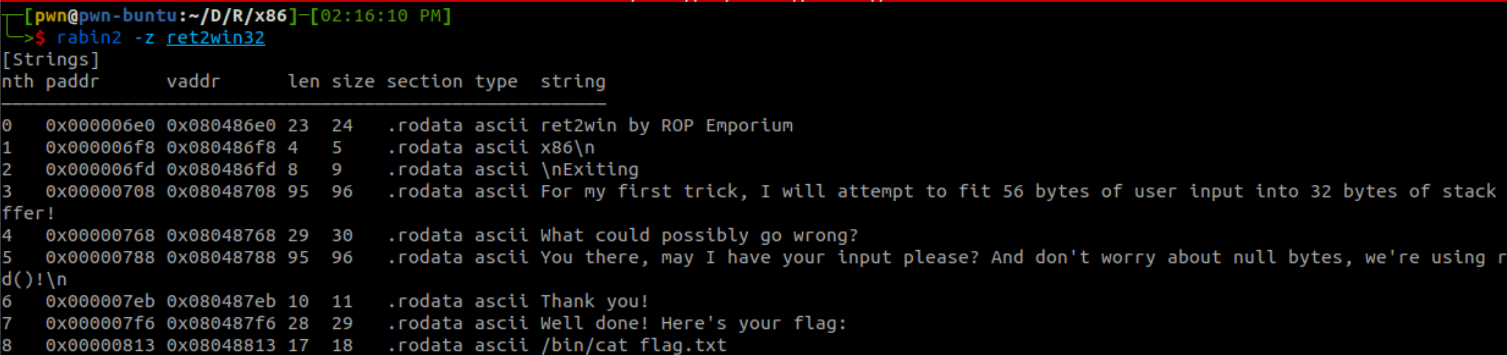 [pwn@pwn-buntu:~/D/R/x86]-[02:16:10 PM]
>$ rabin2 -z ret2win32
[Strings]
nth paddr      vaddr      len size section type  string
0   0x000006e0 0x080486e0 23  24   .rodata ascii ret2win by ROP Emporium
1   0x000006f8 0x080486f8 4   5    .rodata ascii x86\n
2   0x000006fd 0x080486fd 8   9    .rodata ascii \nExiting
3   0x00000708 0x08048708 95  96   .rodata ascii For my first trick, I will attempt to fit 56 bytes of user input into 32 bytes of stack
ffer!
4   0x00000768 0x08048768 29  30   .rodata ascii What could possibly go wrong?
5   0x00000788 0x08048788 95  96   .rodata ascii You there, may I have your input please? And don't worry about null bytes, we're using r
d()!\n
6   0x000007eb 0x080487eb 10  11   .rodata ascii Thank you!
7   0x000007f6 0x080487f6 28  29   .rodata ascii Well done! Here's your flag:
8   0x00000813 0x08048813 17  18   .rodata ascii /bin/cat flag.txt